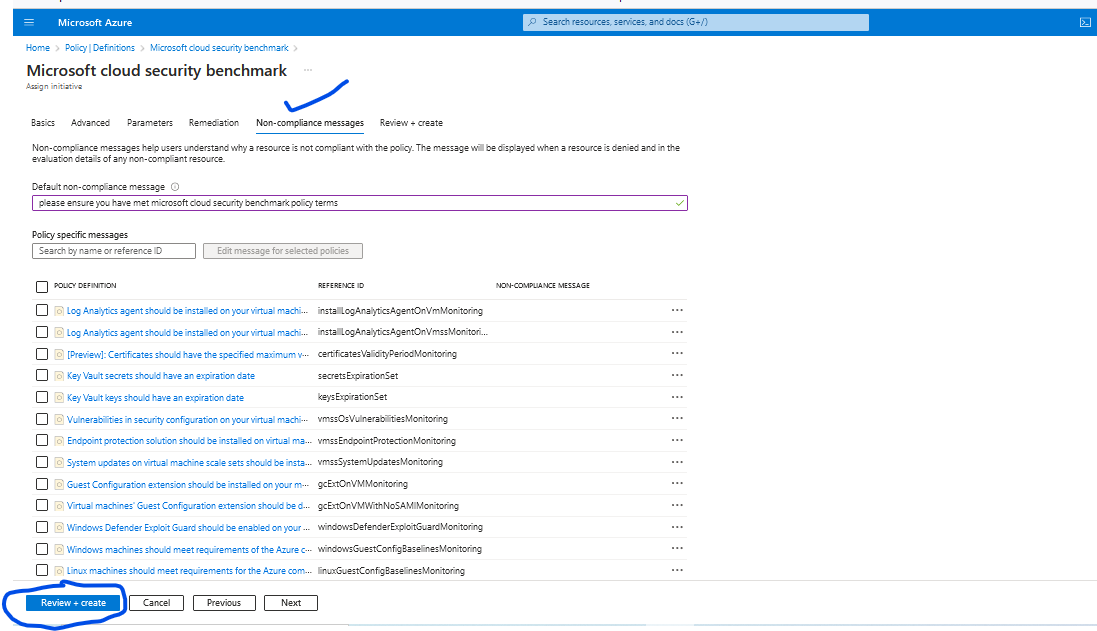 Microsoft Azure
Search resources, services, and docs (G+/)
Home > Policy | Definitions > Microsoft cloud security benchmark >
Microsoft cloud security benchmark ...
Assign initiative
Basics Advanced Parameters Remediation Non-compliance messages Review + create
Non-compliance messages help users understand why a resource is not compliant with the policy. The message will be displayed when a resource is denied and in the
evaluation details of any non-compliant resource.
Default non-compliance message
please ensure you have met microsoft cloud security benchmark policy terms
Policy specific messages
Search by name or reference ID Edit message for selected policies
POLICY DEFINITION REFERENCE ID NON-COMPLIANCE MESSAGE
Log Analytics agent should be installed on your virtual machi... installLogAnalyticsAgentOnVmMonitoring ...
Log Analytics agent should be installed on your virtual machi... installLogAnalyticsAgentOnVmssMonitori... ...
[Preview]: Certificates should have the specified maximum v... certificatesValidityPeriodMonitoring ...
Key Vault secrets should have an expiration date secretsExpirationSet ...
Key Vault keys should have an expiration date keysExpirationSet ...
Vulnerabilities in security configuration on your virtual machi... vmssOsVulnerabilitiesMonitoring ...
Endpoint protection solution should be installed on virtual ma... vmssEndpointProtectionMonitoring ...
System updates on virtual machine scale sets should be insta... vmssSystemUpdatesMonitoring ...
Guest Configuration extension should be installed on your m... gcExtOnVMMonitoring ...
Virtual machines' Guest Configuration extension should be d... gcExtOnVMWithNoSAMIMonitoring ...
Windows Defender Exploit Guard should be enabled on your ... windowsDefenderExploitGuardMonitoring ...
Windows machines should meet requirements of the Azure c... windowsGuestConfigBaselinesMonitoring ...
Linux machines should meet requirements for the Azure com... linuxGuestConfigBaselinesMonitoring ...
Review + create Cancel Previous Next